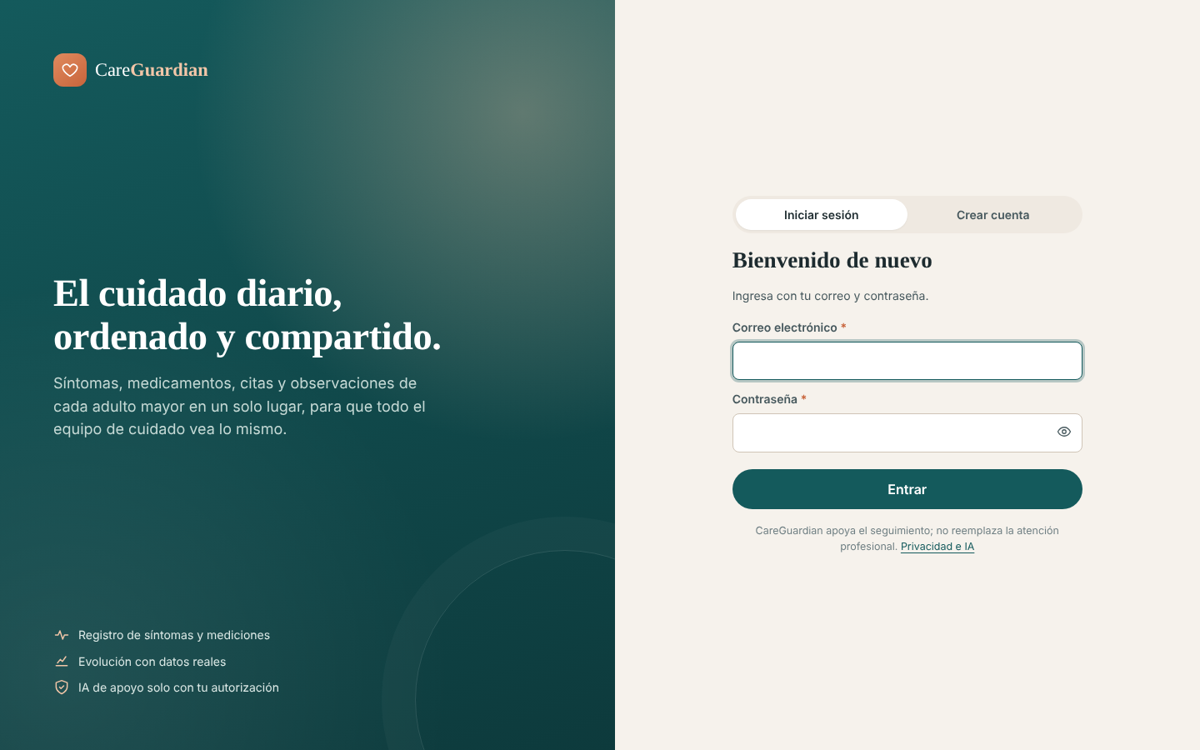 CareGuardian
El cuidado diario,
ordenado y compartido.
Síntomas, medicamentos, citas y observaciones de
cada adulto mayor en un solo lugar, para que todo el
equipo de cuidado vea lo mismo.
Registro de síntomas y mediciones
Evolución con datos reales
IA de apoyo solo con tu autorización
Iniciar sesión
Crear cuenta
Bienvenido de nuevo
Ingresa con tu correo y contraseña.
Correo electrónico *
Contraseña *
Entrar
CareGuardian apoya el seguimiento; no reemplaza la atención
profesional. Privacidad e IA